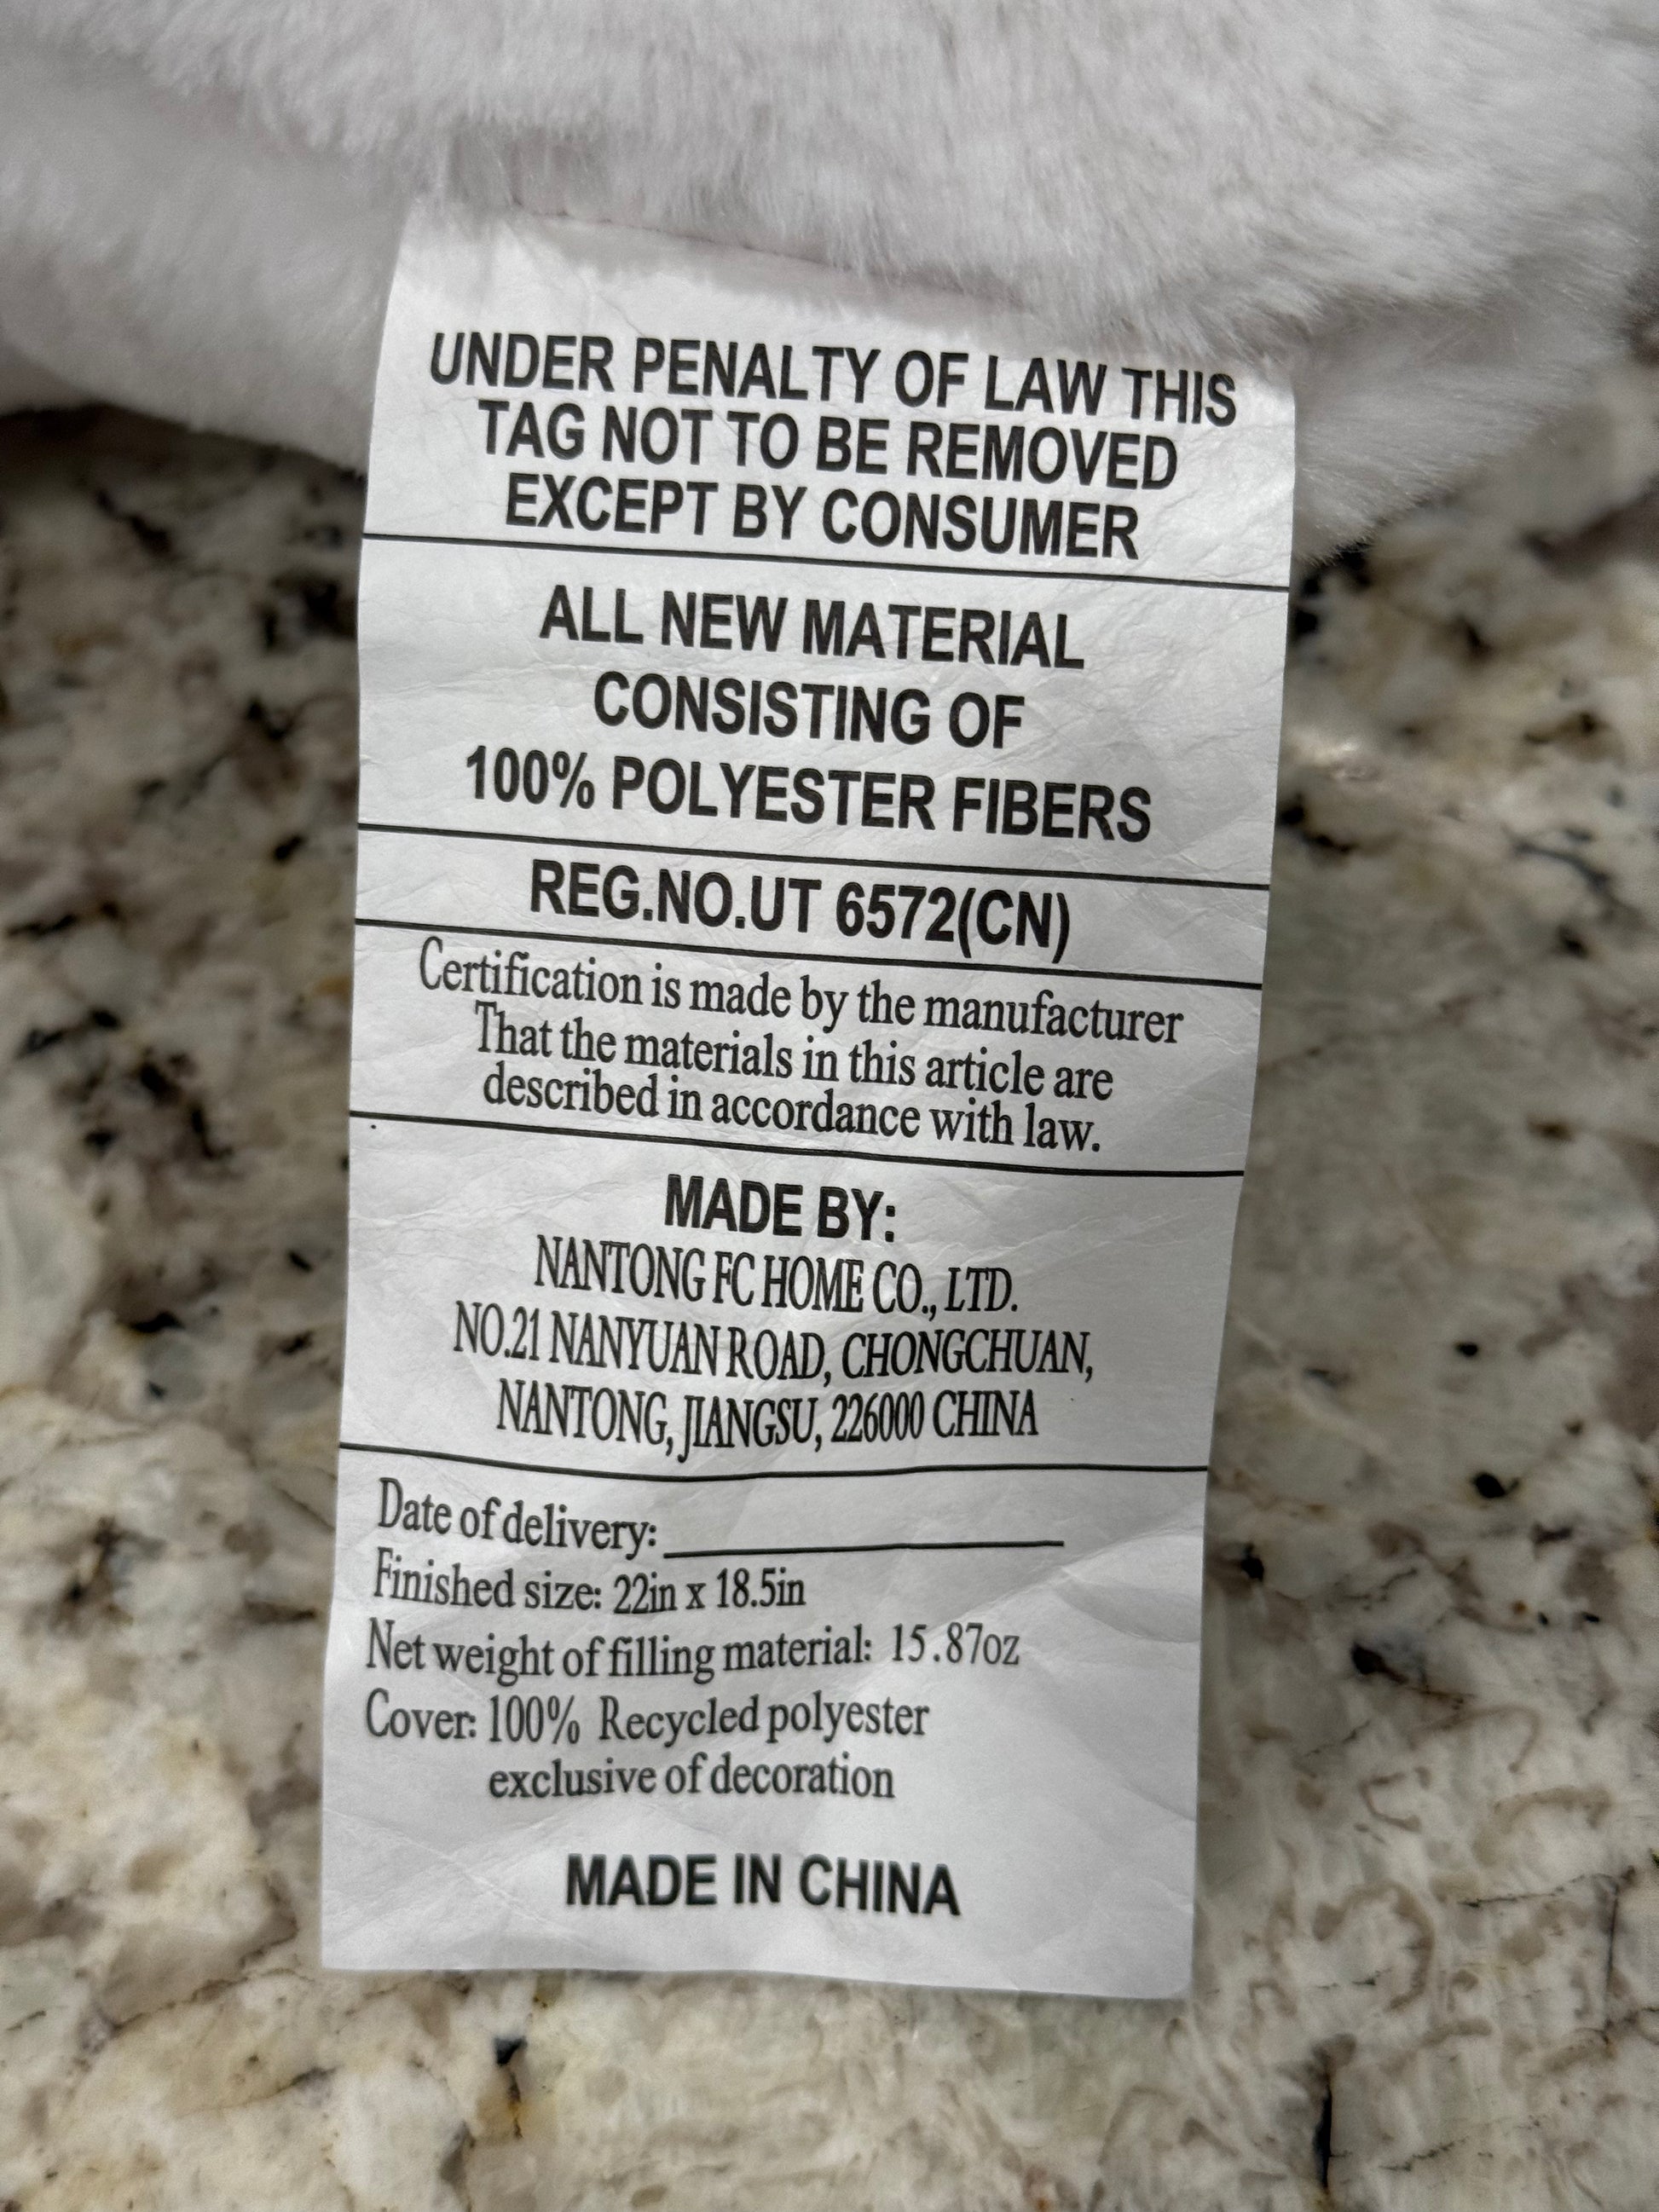 UNDER PENALTY OF LAW THIS
TAG NOT TO BE REMOVED
EXCEPT BY CONSUMER
ALL NEW MATERIAL
CONSISTING OF
100% POLYESTER FIBERS
REG.NO.UT 6572(CN)
Certification is made by the manufacturer
That the materials in this article are
described in accordance with law.
MADE BY:
NANTONG FC HOME CO., LTD.
NO.21 NANYUAN ROAD, CHONGCHUAN,
NANTONG, JIANGSU, 226000 CHINA
Date of delivery:
Finished size: 22in x 18.5in
Net weight of filling material: 15.87oz
Cover: 100% Recycled polyester
exclusive of decoration
MADE IN CHINA